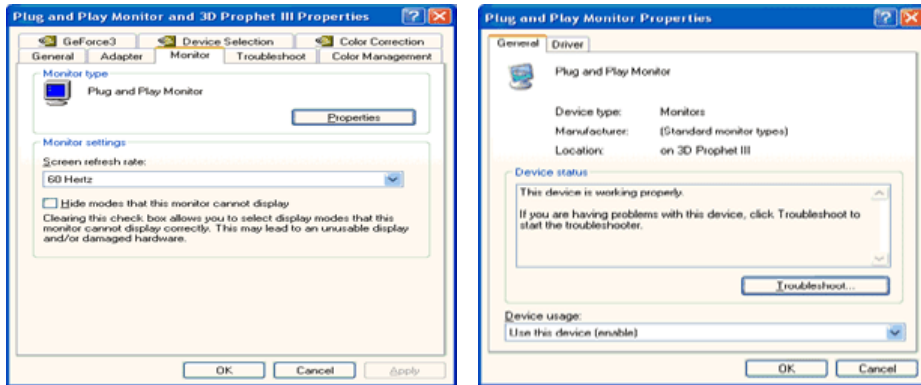 Plug and Play Monitor and 3D Prophet III Properties
GeForce3
Device Selection
Color Correction
General
Adapter
Monitor
Troubleshoot
Color Management
Monitor type
Plug and Play Monitor
Properties
Monitor settings
Screen refresh rate:
60 Hertz
Hide modes that this monitor cannot display
Clearing this check box allows you to select display modes that this
monitor cannot display correctly. This may lead to an unusable display
and/or damaged hardware.
OK
Cancel
Apply
Plug and Play Monitor Properties
General
Driver
Plug and Play Monitor
Device type: Monitors
Manufacturer: (Standard monitor types)
Location: on 3D Prophet III
Device status
This device is working properly.
If you are having problems with this device, click Troubleshoot to
start the troubleshooter.
Troubleshoot...
Device usage:
Use this device (enable)
OK
Cancel